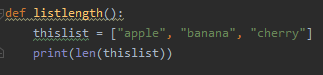 def listlength():
    thislist = ["apple", "banana", "cherry"]
    print(len(thislist))